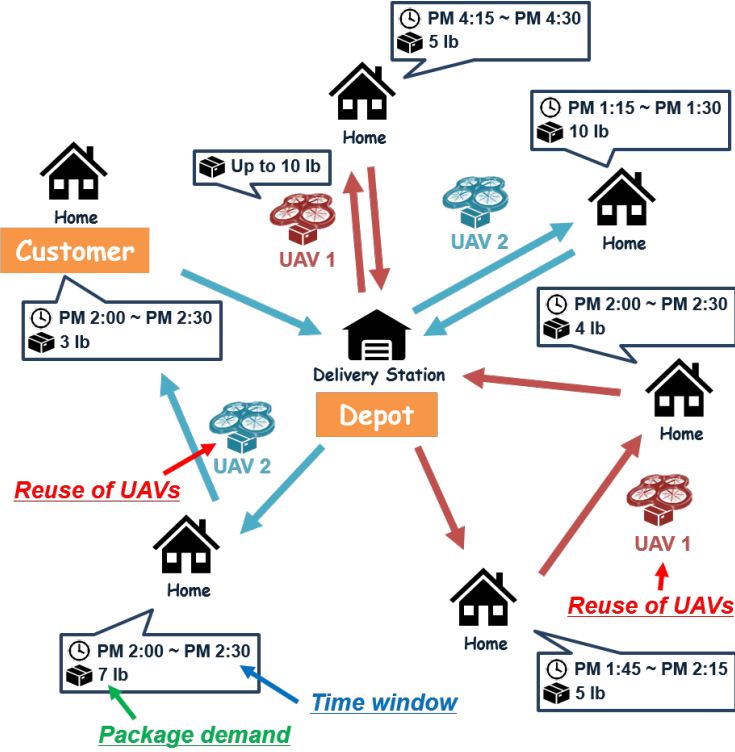 PM 4:15 ~ PM 4:30
5 lb
Home
PM 1:15 ~ PM 1:30
10 lb
Home
Up to 10 lb
UAV 1
UAV 2
Home
Customer
PM 2:00 ~ PM 2:30
3 lb
Delivery Station
Depot
PM 2:00 ~ PM 2:30
4 lb
Home
UAV 2
Reuse of UAVs
Home
PM 2:00 ~ PM 2:30
7 lb
Package demand
Time window
UAV 1
Reuse of UAVs
Home
PM 1:45 ~ PM 2:15
5 lb